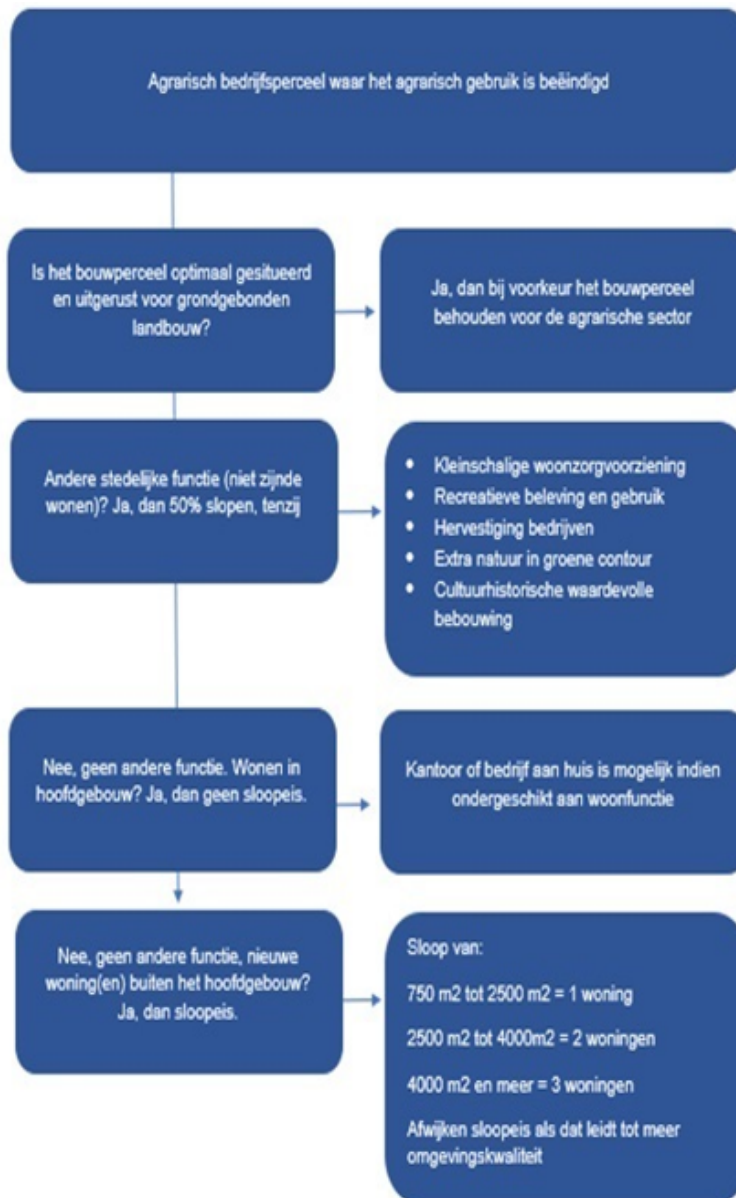 Agrarisch bedrijfsperceel waar het agrarisch gebruik is beëindigd
Is het bouwperceel optimaal gesitueerd
en uitgerust voor grondgebonden
landbouw?
Ja, dan bij voorkeur het bouwperceel
behouden voor de agrarische sector
Andere stedelijke functie (niet zijnde
wonen)? Ja, dan 50% slopen, tenzij
• Kleinschalige woonzorgvoorziening
• Recreatieve beleving en gebruik
• Hervestiging bedrijven
• Extra natuur in groene contour
• Cultuurhistorische waardevolle
bebouwing
Nee, geen andere functie. Wonen in
hoofdgebouw? Ja, dan geen sloopeis.
Kantoor of bedrijf aan huis is mogelijk indien
ondergeschikt aan woonfunctie
Nee, geen andere functie, nieuwe
woning(en) buiten het hoofdgebouw?
Ja, dan sloopeis.
Sloop van:
750 m2 tot 2500 m2 = 1 woning
2500 m2 tot 4000m2 = 2 woningen
4000 m2 en meer = 3 woningen
Afwijken sloopeis als dat leidt tot meer
omgevingskwaliteit